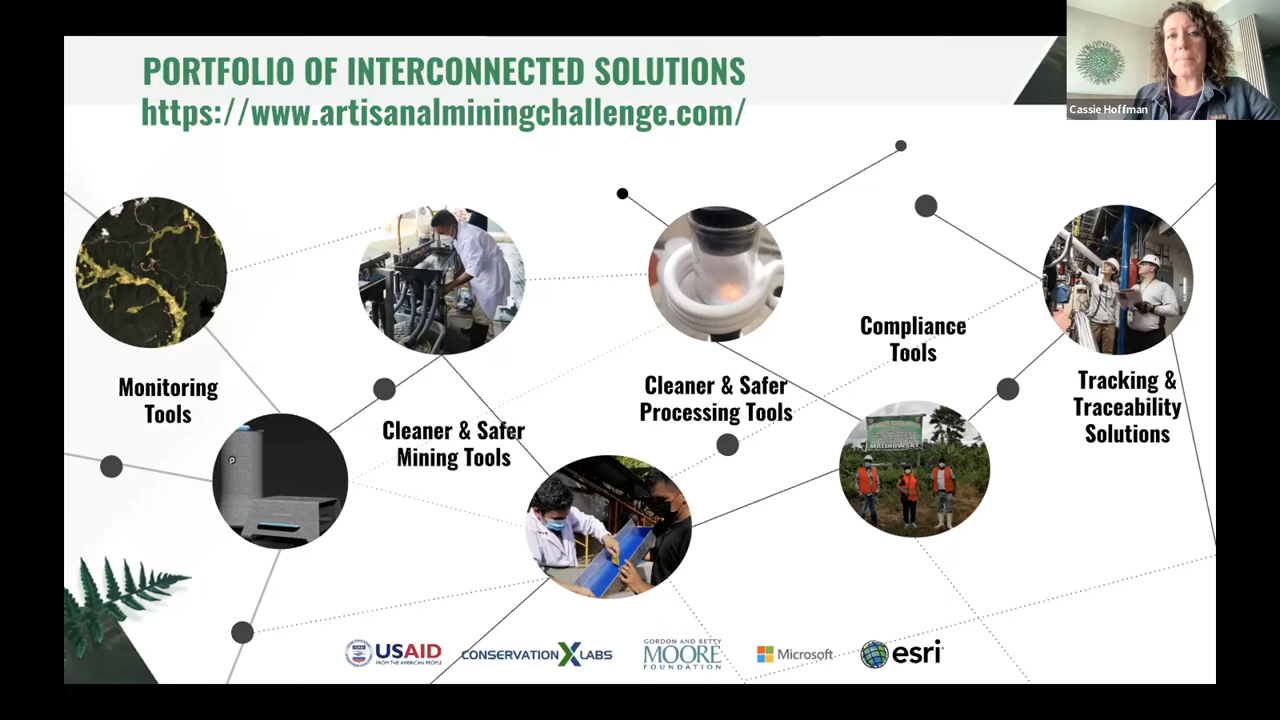 PORTFOLIO OF INTERCONNECTED SOLUTIONS
https://www.artisanalminingchallenge.com/
Cassie Hoffman
Monitoring
Tools
Cleaner & Safer
Mining Tools
Cleaner & Safer
Processing Tools
Compliance
Tools
Tracking &
Traceability
Solutions
MALINOWSKI
USAID
FROM THE AMERICAN PEOPLE
CONSERVATION X LABS
GORDON AND BETTY
MOORE
FOUNDATION
Microsoft
esri